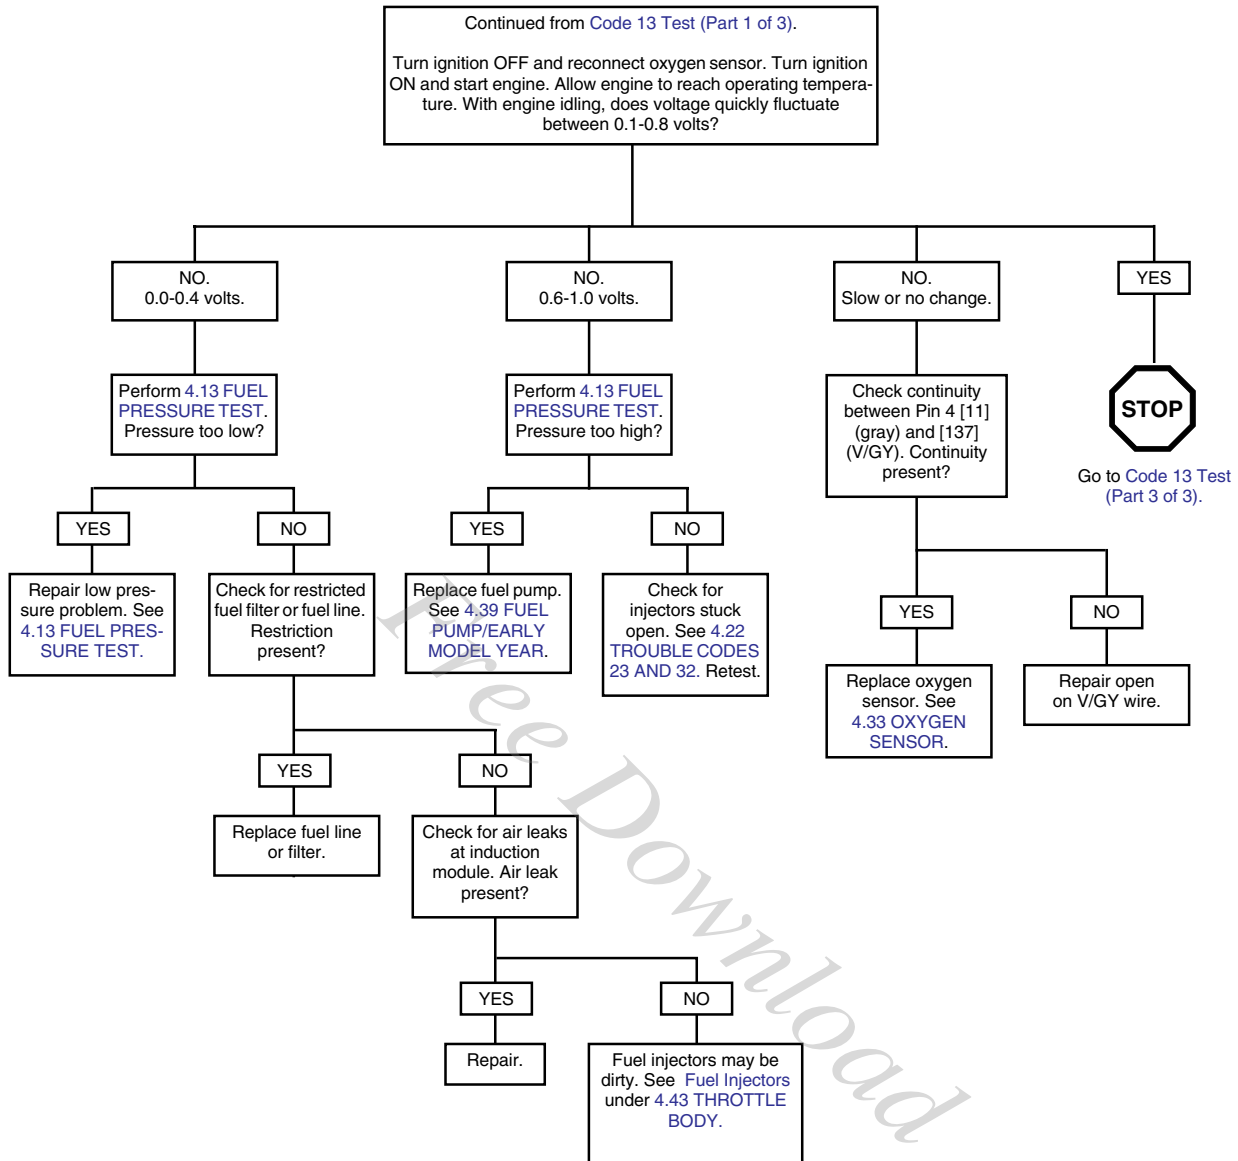 Continued from Code 13 Test (Part 1 of 3).
Turn ignition OFF and reconnect oxygen sensor. Turn ignition
ON and start engine. Allow engine to reach operating tempera-
ture. With engine idling, does voltage quickly fluctuate
between 0.1-0.8 volts?
NO.
0.0-0.4 volts.
NO.
0.6-1.0 volts.
NO.
Slow or no change.
YES
Perform 4.13 FUEL
PRESSURE TEST.
Pressure too low?
Perform 4.13 FUEL
PRESSURE TEST.
Pressure too high?
Check continuity
between Pin 4 [11]
(gray) and [137]
(V/GY). Continuity
present?
STOP
Go to Code 13 Test
(Part 3 of 3).
YES
NO
YES
NO
Repair low pres-
sure problem. See
4.13 FUEL PRES-
SURE TEST.
Check for restricted
fuel filter or fuel line.
Restriction
present?
Replace fuel pump.
See 4.39 FUEL
PUMP/EARLY
MODEL YEAR.
Check for
injectors stuck
open. See 4.22
TROUBLE CODES
23 AND 32. Retest.
YES
NO
Replace oxygen
sensor. See
4.33 OXYGEN
SENSOR.
Repair open
on V/GY wire.
YES
NO
Replace fuel line
or filter.
Check for air leaks
at induction
module. Air leak
present?
YES
NO
Repair.
Fuel injectors may be
dirty. See Fuel Injectors
under 4.43 THROTTLE
BODY.
Free Download